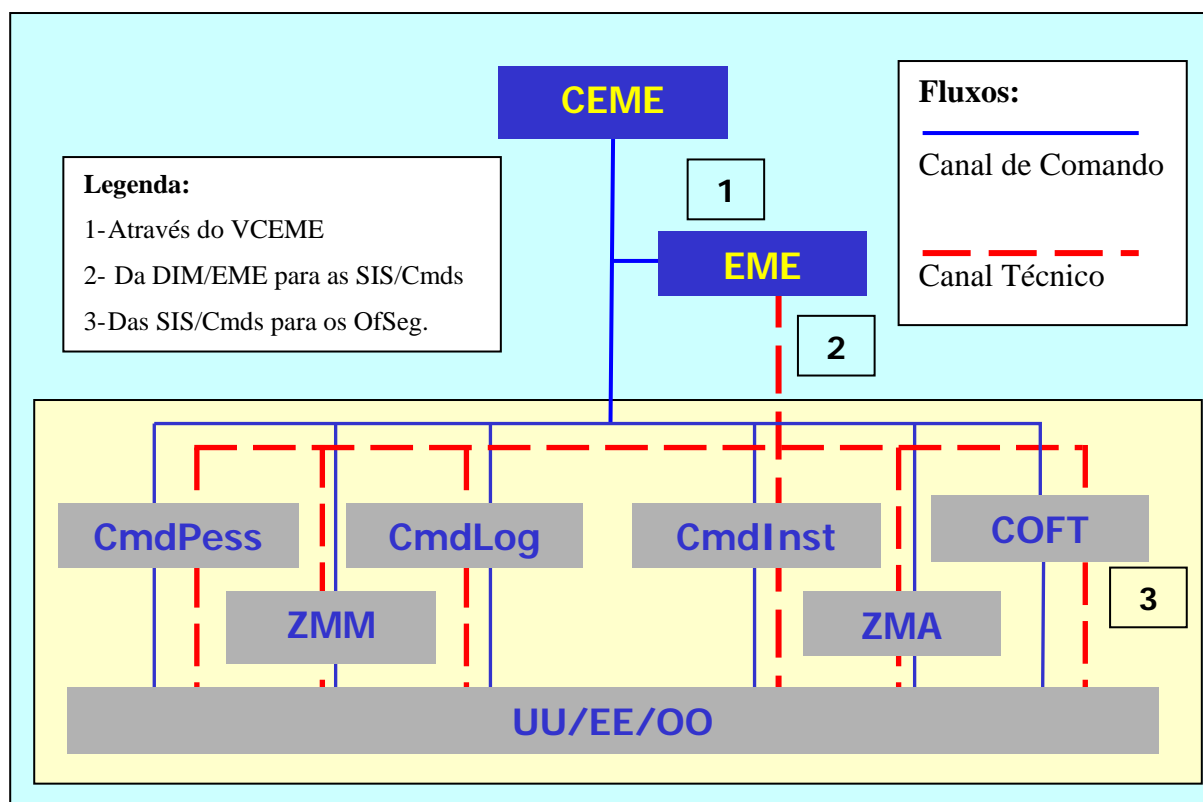 CEME
Fluxos:
Canal de Comando
Canal Técnico
Legenda:
1-Através do VCEME
2- Da DIM/EME para as SIS/Cmds
3-Das SIS/Cmds para os OfSeg.
1
EME
2
CmdPess
CmdLog
CmdInst
COFT
ZMM
ZMA
3
UU/EE/OO